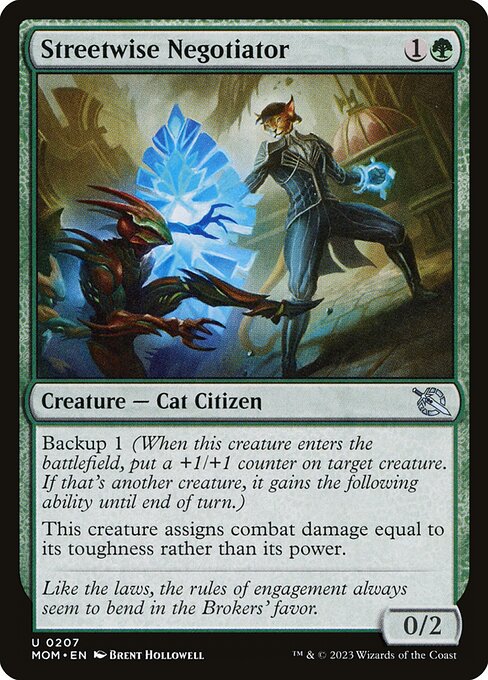 Streetwise Negotiator 1
Creature — Cat Citizen
Backup 1 (When this creature enters the
battlefield, put a +1/+1 counter on target creature.
If that's another creature, it gains the following
ability until end of turn.)
This creature assigns combat damage equal to
its toughness rather than its power.
Like the laws, the rules of engagement always
seem to bend in the Brokers' favor.
0/2
U 0207
MOM • EN Brent Hollowell
™ & © 2023 Wizards of the Coast